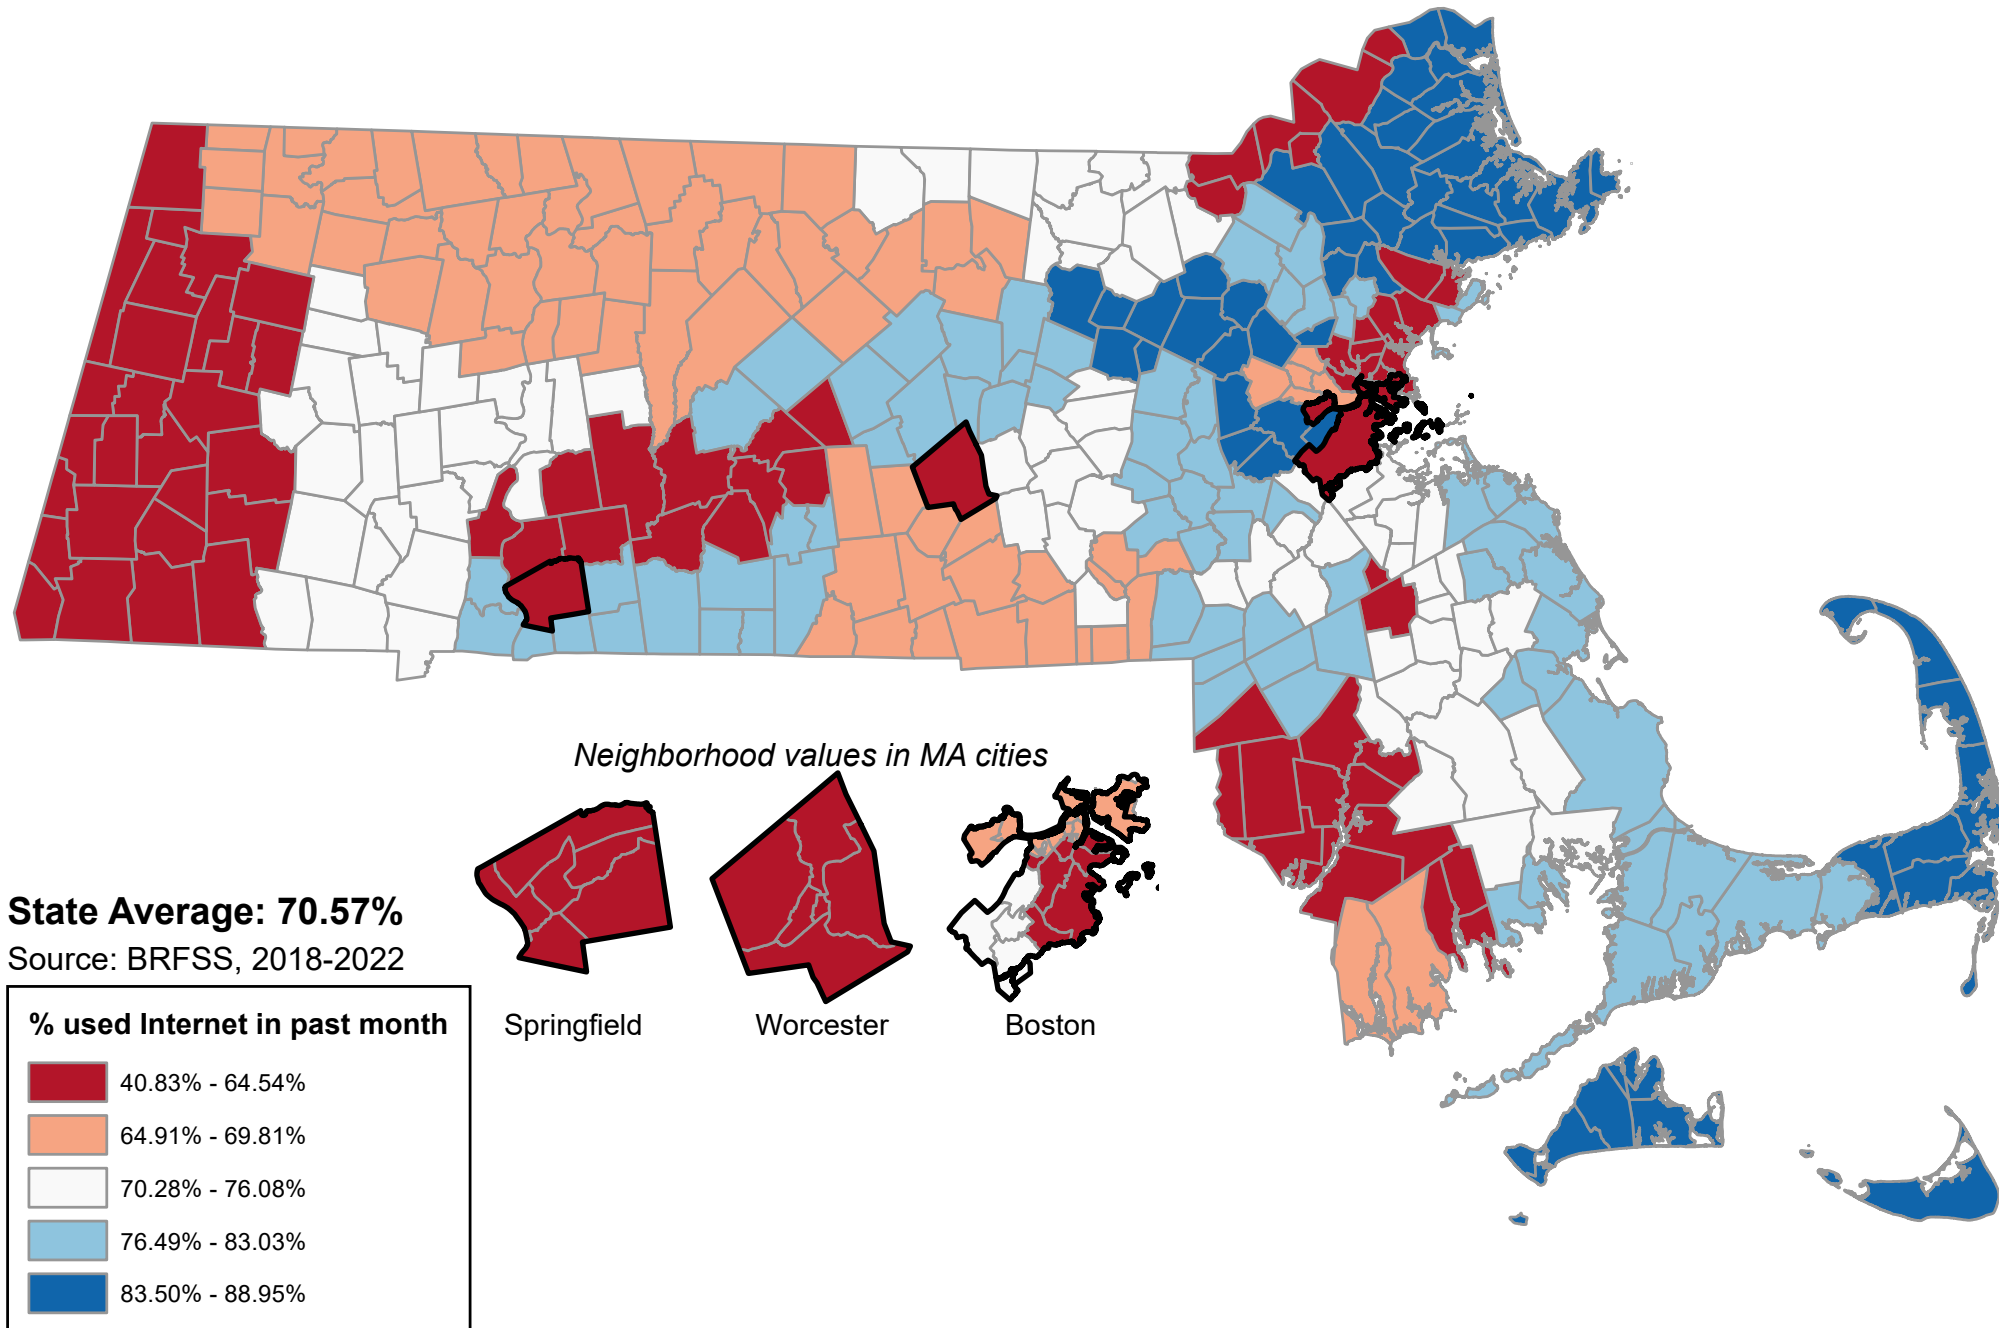 Neighborhood values in MA cities
Springfield
Worcester
Boston
State Average: 70.57%
Source: BRFSS, 2018-2022
% used Internet in past month
40.83% - 64.54%
64.91% - 69.81%
70.28% - 76.08%
76.49% - 83.03%
83.50% - 88.95%